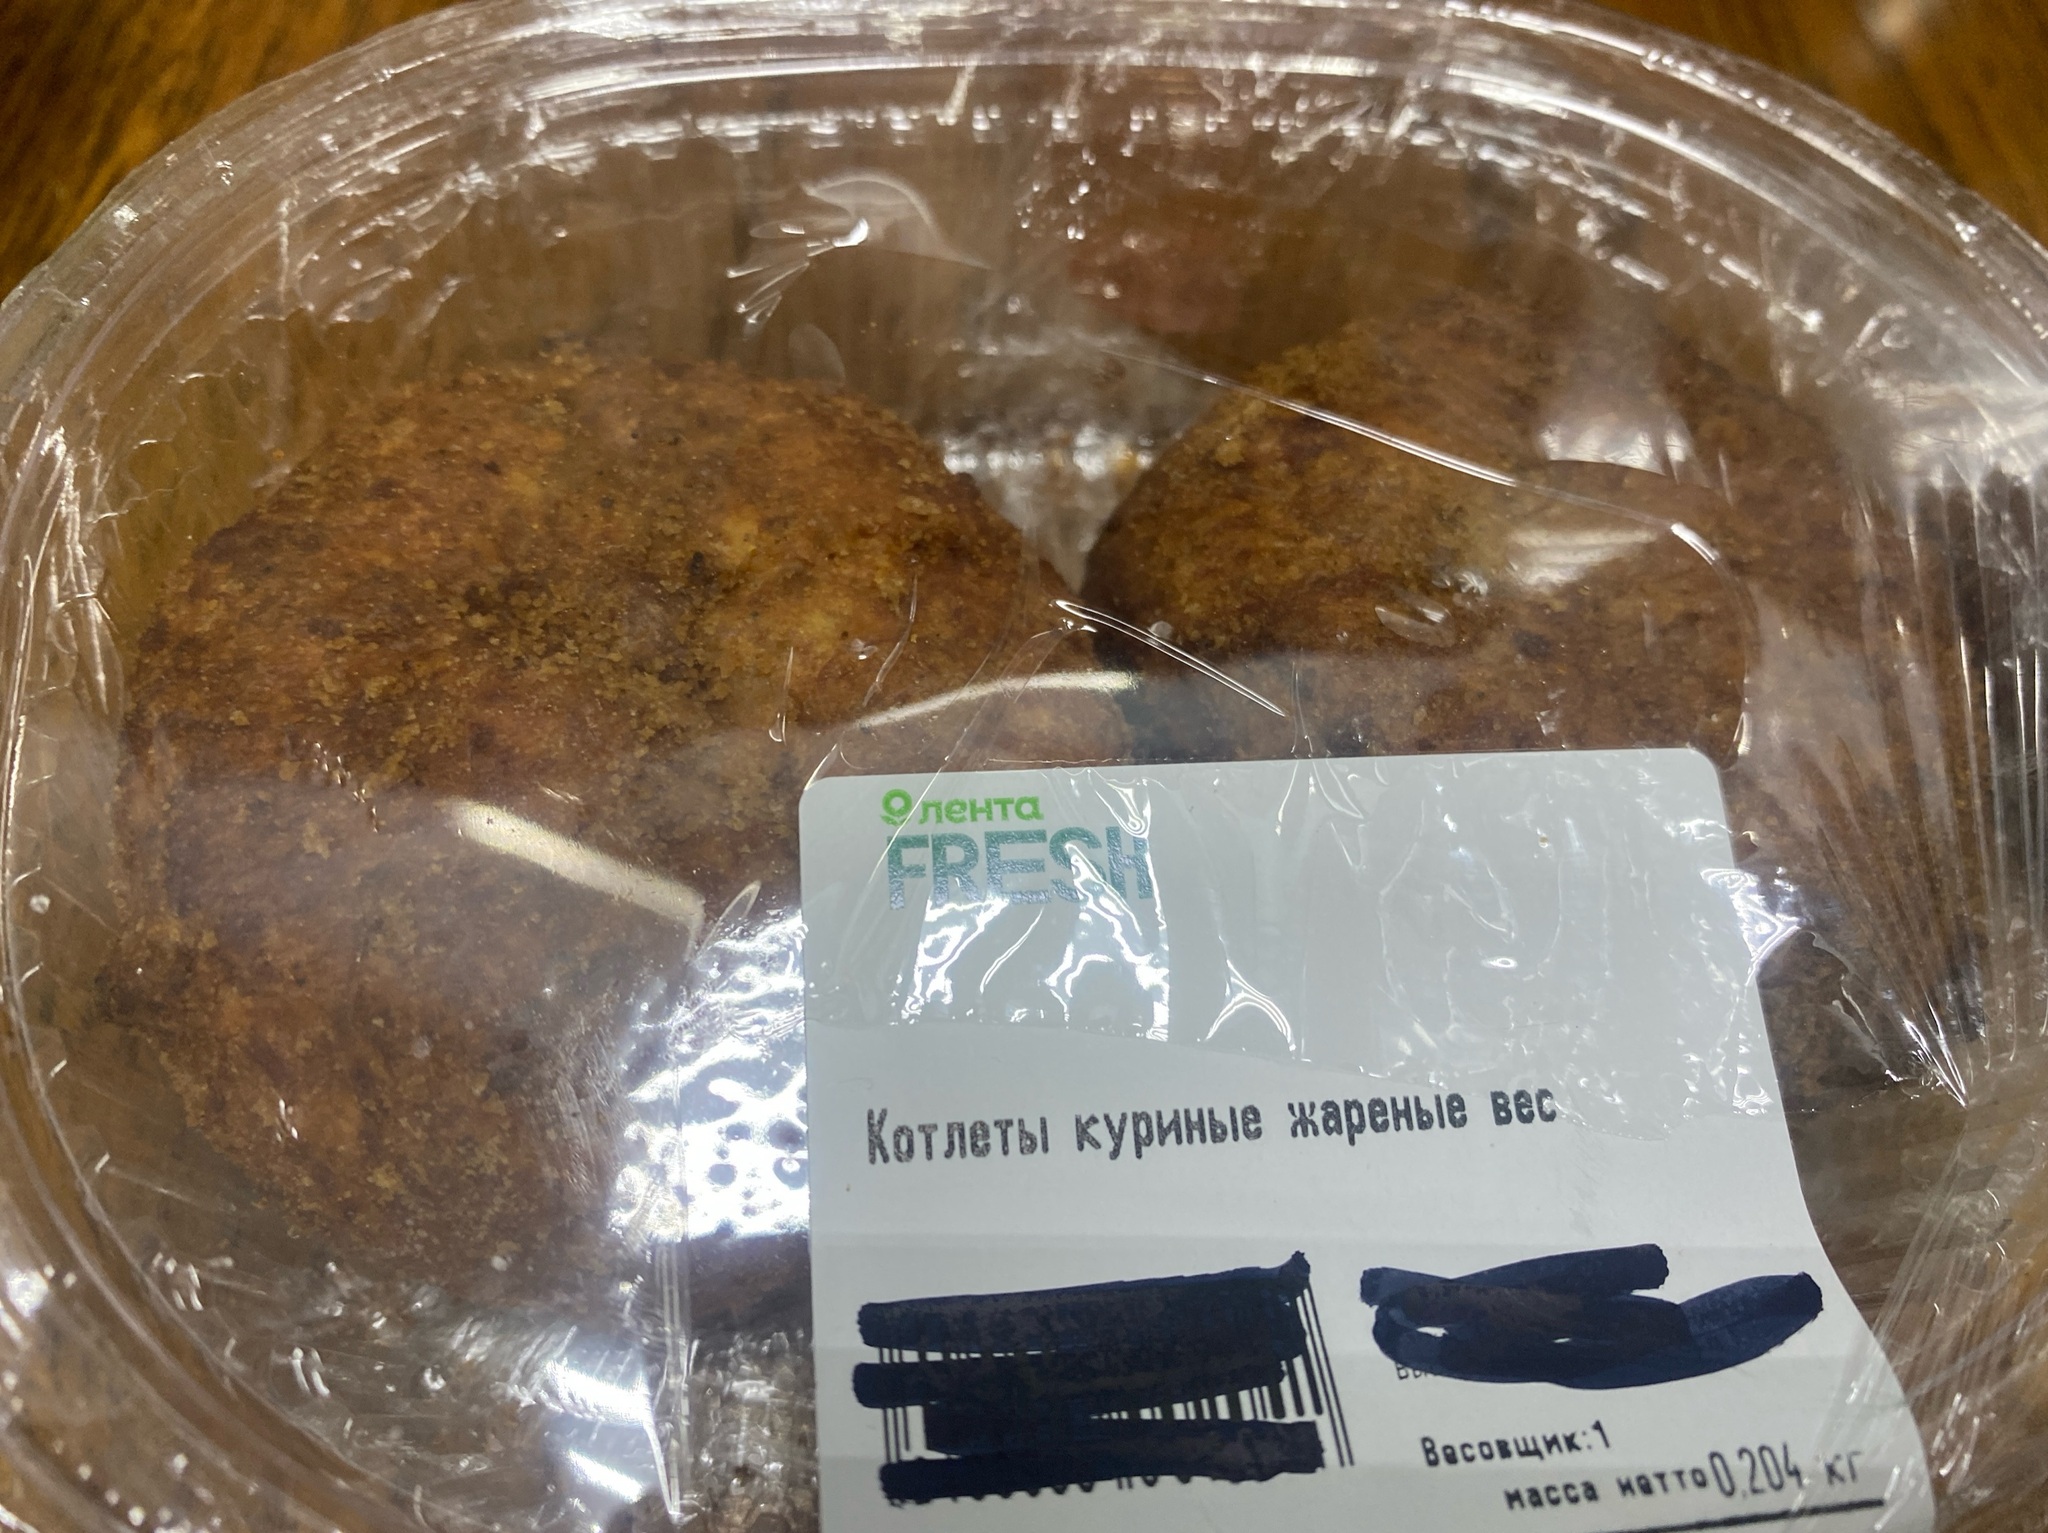 лента
FRESH
Котлеты куриные жареные вес
Весовщик:1
масса нетто 0,204 кг